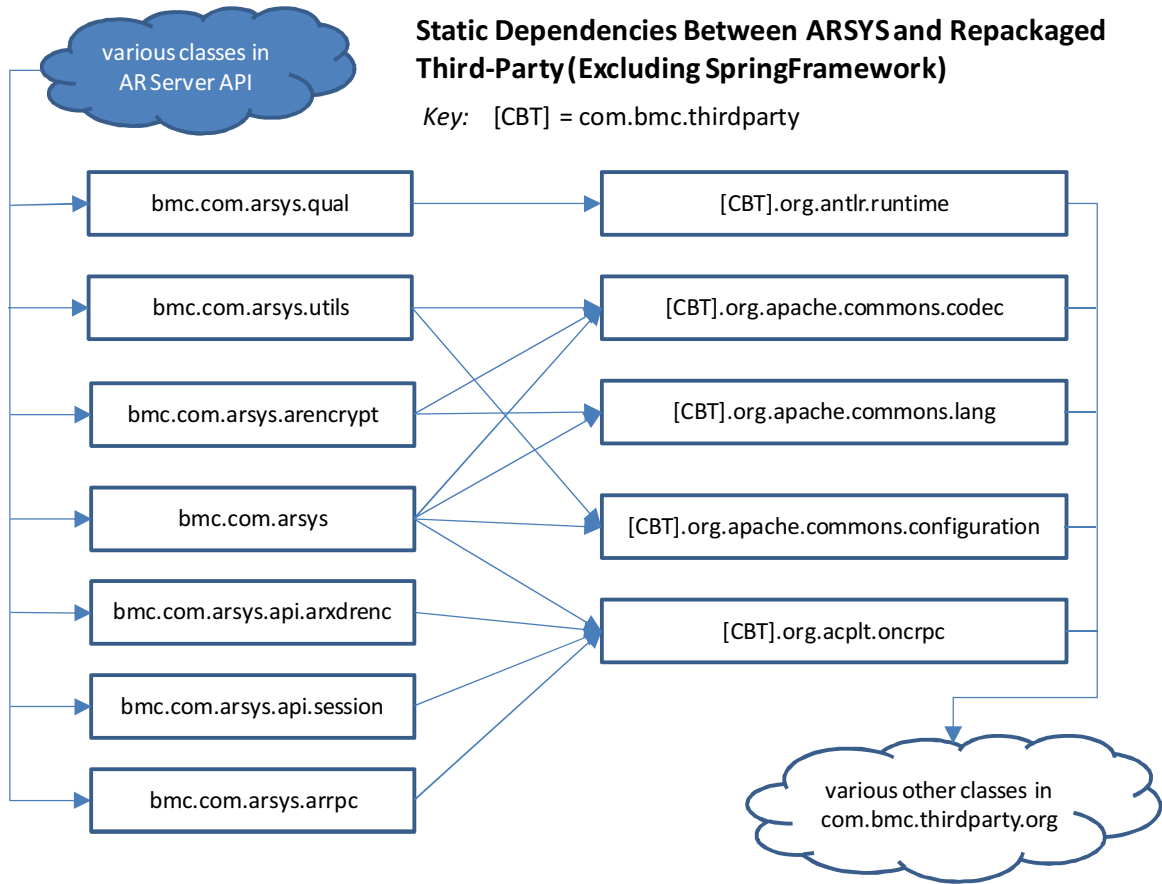 various classes in
AR Server API
Static Dependencies Between ARSYS and Repackaged
Third-Party (Excluding SpringFramework)
Key: [CBT] = com.bmc.thirdparty
bmc.com.arsys.qual
[CBT].org.antlr.runtime
bmc.com.arsys.utils
[CBT].org.apache.commons.codec
bmc.com.arsys.arencrypt
[CBT].org.apache.commons.lang
bmc.com.arsys
[CBT].org.apache.commons.configuration
bmc.com.arsys.api.arxdrenc
[CBT].org.acplt.oncrpc
bmc.com.arsys.api.session
bmc.com.arsys.arrpc
various other classes in
com.bmc.thirdparty.org